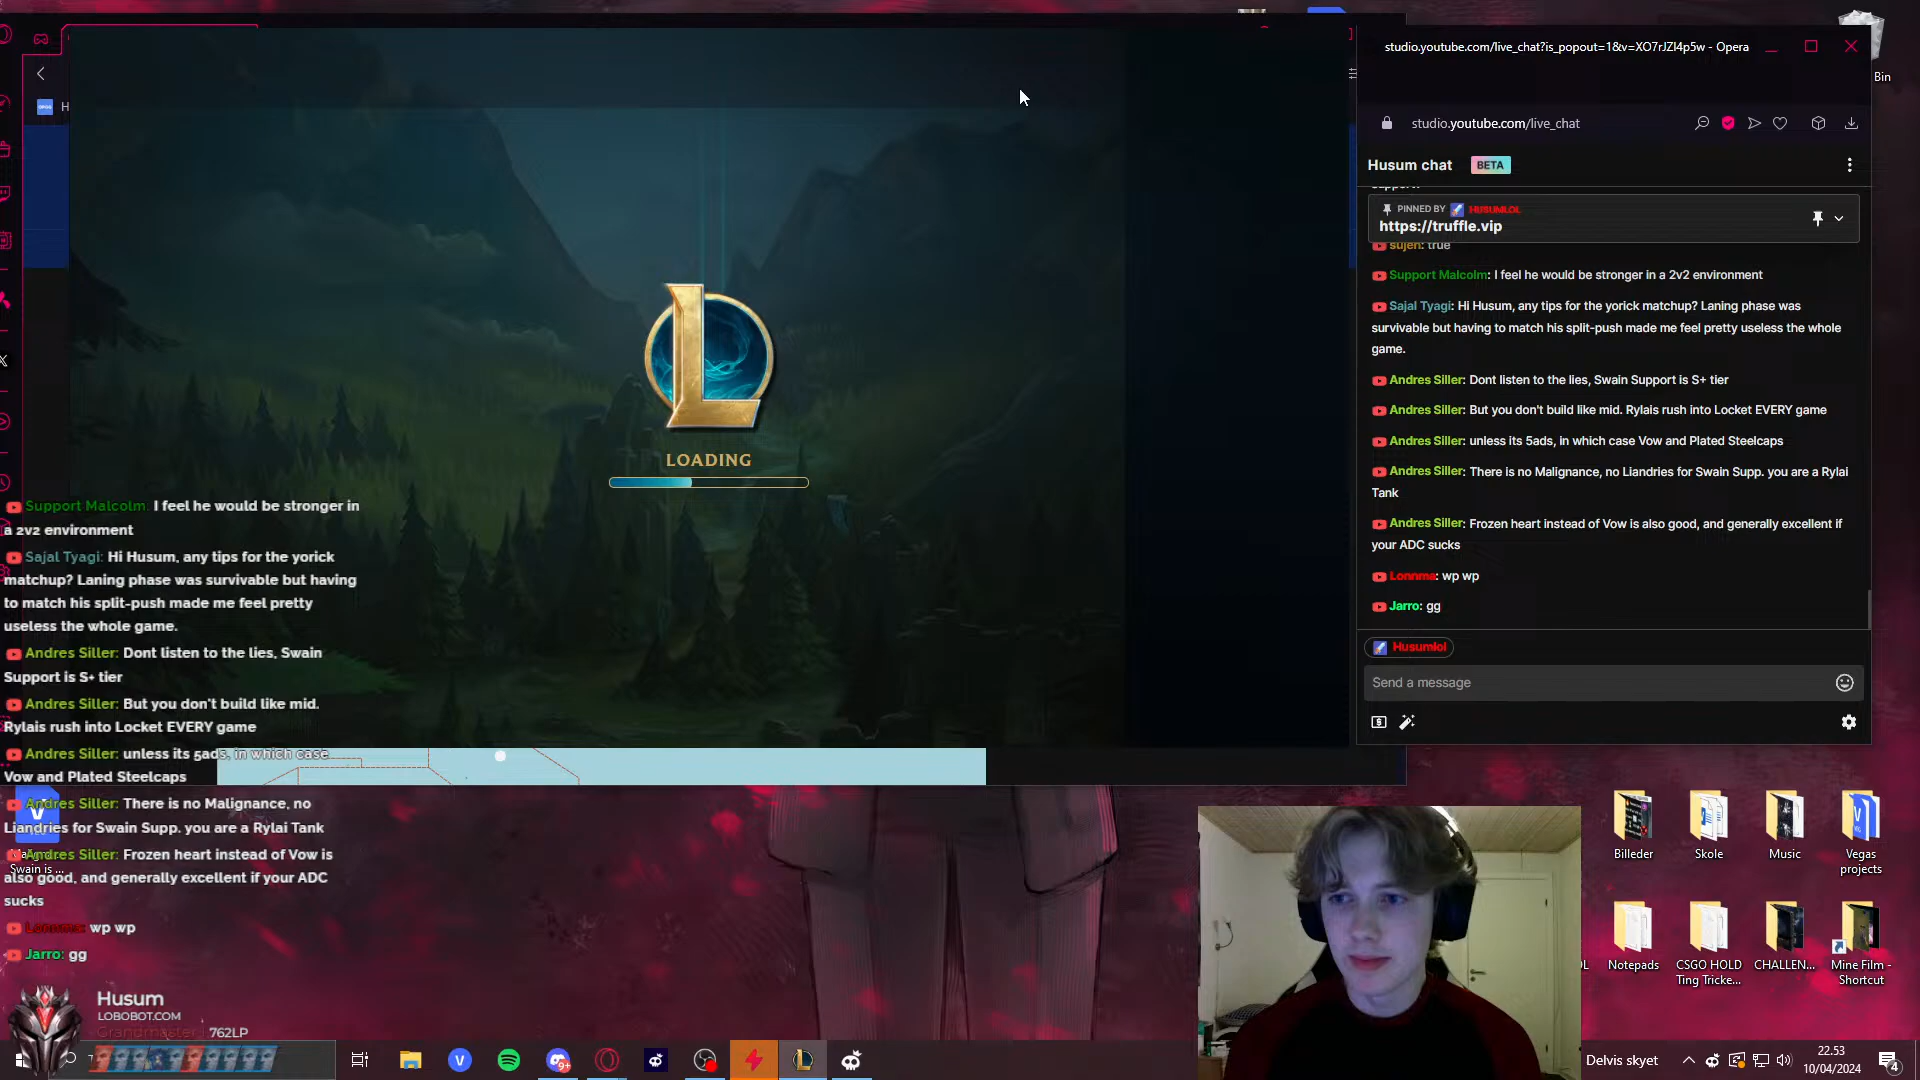 studio.youtube.com/live_chat?is_popout=1&v=XO7rJZl4p5w - Opera
Bin
H
studio.youtube.com/live_chat
Husum chat
BETA
PINNED BY HUSUMLOL
https://truffle.vip
sujen: true
Support Malcolm: I feel he would be stronger in a 2v2 environment
Sajal Tyagi: Hi Husum, any tips for the yorick matchup? Laning phase was
survivable but having to match his split-push made me feel pretty useless the whole
game.
Andres Siller: Dont listen to the lies, Swain Support is S+ tier
Andres Siller: But you don't build like mid. Rylais rush into Locket EVERY game
Andres Siller: unless its 5ads, in which case Vow and Plated Steelcaps
Andres Siller: There is no Malignance, no Liandries for Swain Supp. you are a Rylai
Tank
Andres Siller: Frozen heart instead of Vow is also good, and generally excellent if
your ADC sucks
Lonnma: wp wp
Jarro: gg
Husumlol
Send a message
LOADING
Support Malcolm: I feel he would be stronger in
a 2v2 environment
Sajal Tyagi: Hi Husum, any tips for the yorick
matchup? Laning phase was survivable but having
to match his split-push made me feel pretty
useless the whole game.
Andres Siller: Dont listen to the lies, Swain
Support is S+ tier
Andres Siller: But you don't build like mid.
Rylais rush into Locket EVERY game
Andres Siller: unless its 5ads, in which case
Vow and Plated Steelcaps
Andres Siller: There is no Malignance, no
Liandries for Swain Supp. you are a Rylai Tank
Andres Siller: Frozen heart instead of Vow is
also good, and generally excellent if your ADC
sucks
Lonnma: wp wp
Jarro: gg
Swain is ...
Husum
LOBOBOT.COM
Grandmaster 762LP
Billeder
Skole
Music
Vegas
projects
Notepads
CSGO HOLD
Ting Tricke...
CHALLEN...
Mine Film -
Shortcut
9+
Delvis skyet
22.53
10/04/2024
4